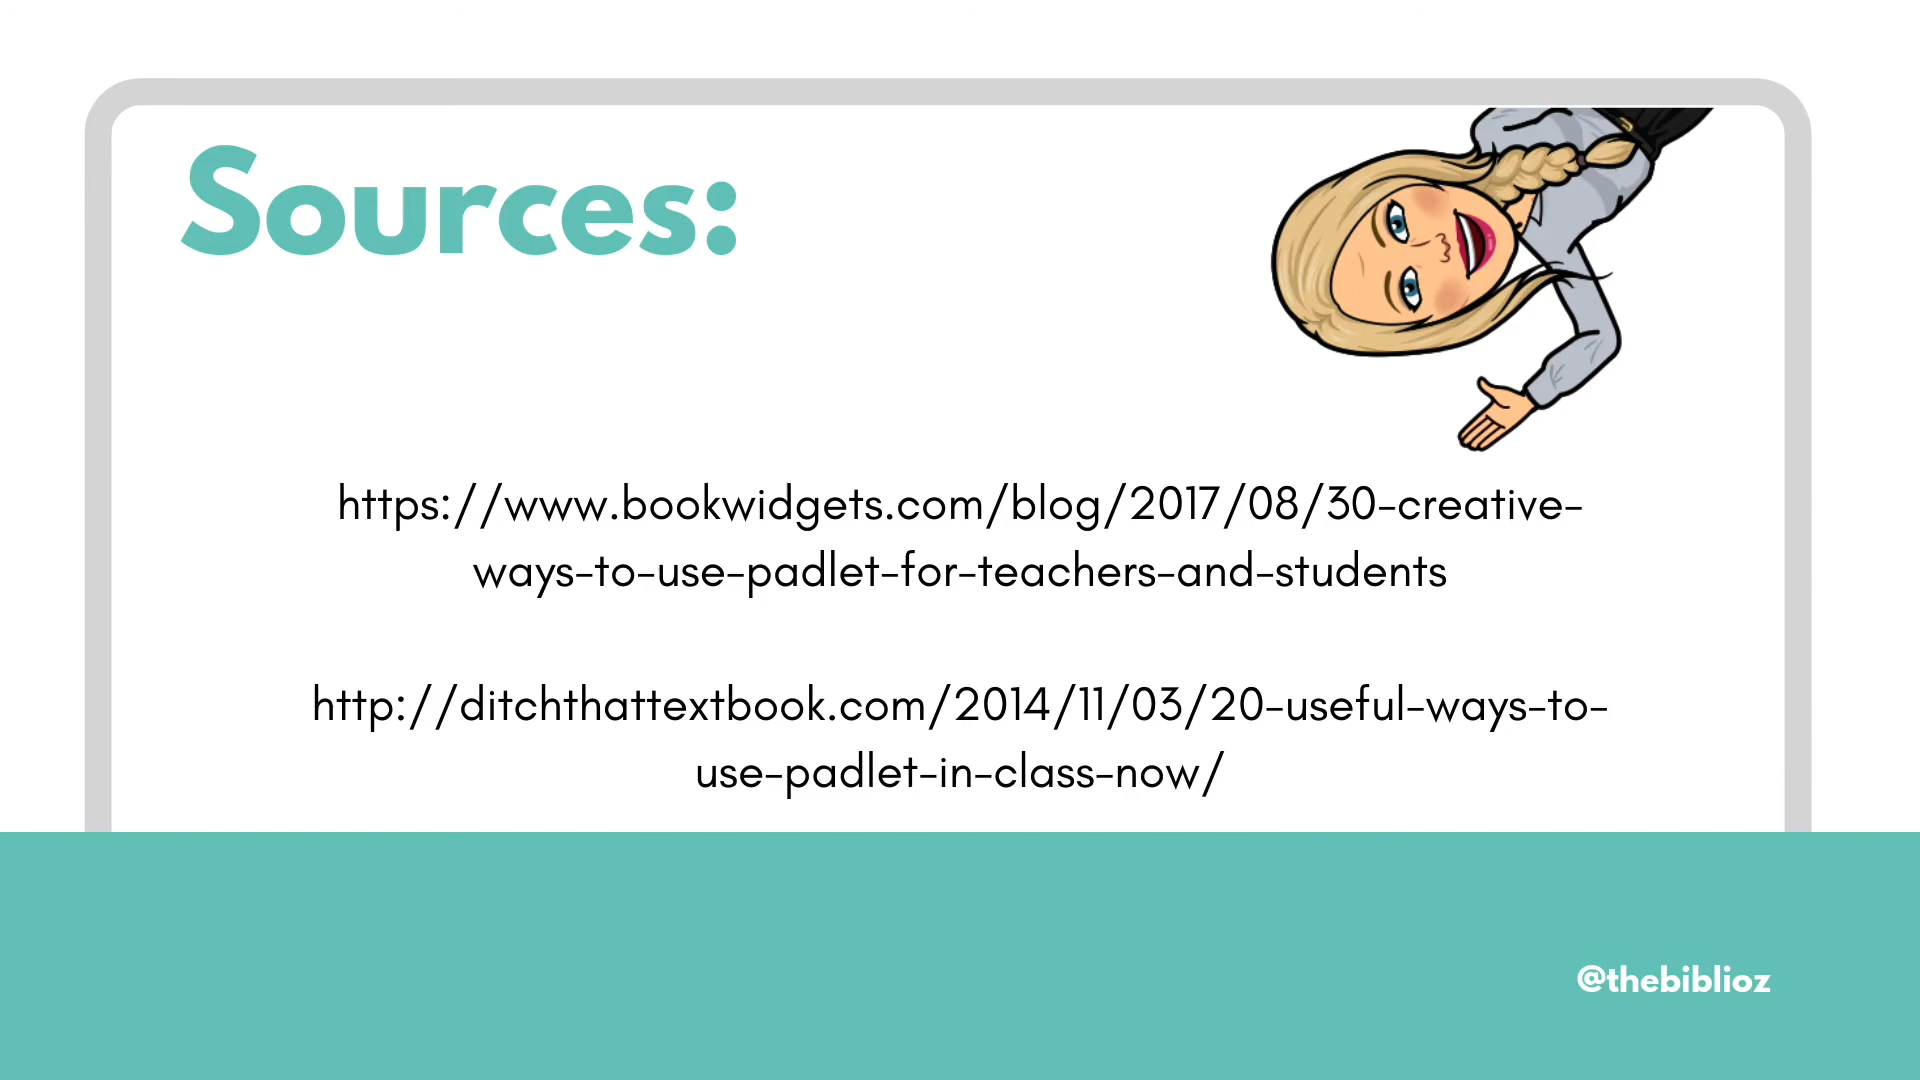 Sources:
https://www.bookwidgets.com/blog/2017/08/30-creative-
ways-to-use-padlet-for-teachers-and-students
http://ditchthattextbook.com/2014/11/03/20-useful-ways-to-
use-padlet-in-class-now/
@thebiblioz